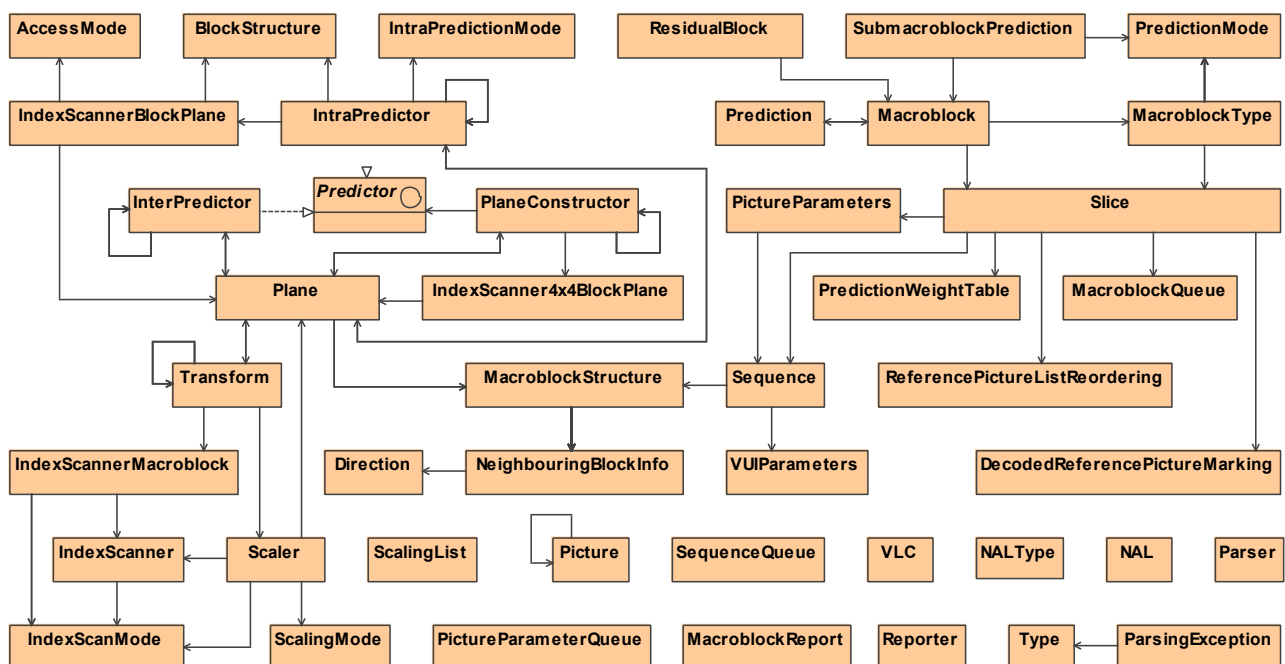 AccessMode
BlockStructure
IntraPredictionMode
ResidualBlock
SubmacroblockPrediction
PredictionMode
IndexScannerBlockPlane
IntraPredictor
Prediction
Macroblock
MacroblockType
InterPredictor
Predictor
PlaneConstructor
PictureParameters
Slice
Plane
IndexScanner4x4BlockPlane
PredictionWeightTable
MacroblockQueue
Transform
MacroblockStructure
Sequence
ReferencePictureListReordering
IndexScannerMacroblock
Direction
NeighbouringBlockInfo
VUIParameters
DecodedReferencePictureMarking
IndexScanner
Scaler
ScalingList
Picture
SequenceQueue
VLC
NALType
NAL
Parser
IndexScanMode
ScalingMode
PictureParameterQueue
MacroblockReport
Reporter
Type
ParsingException